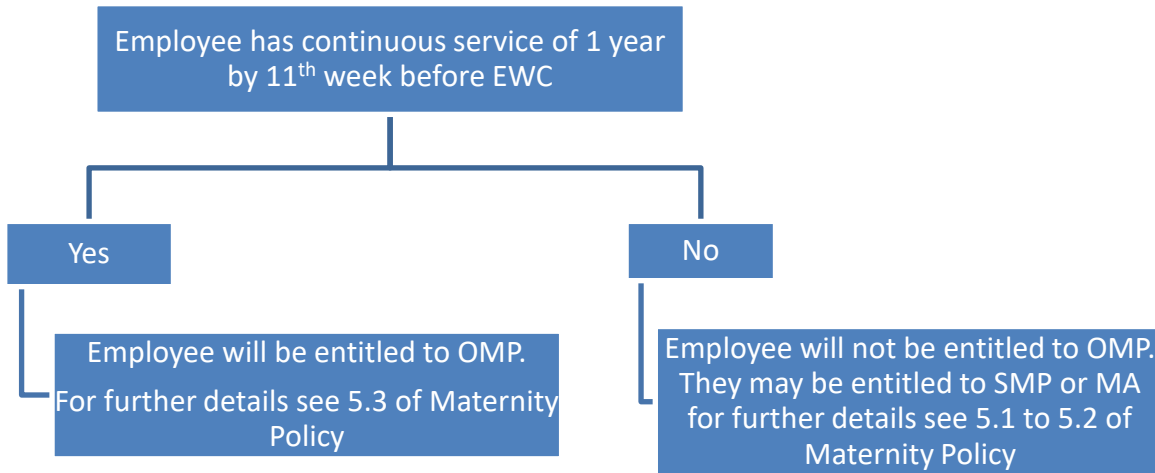 Employee has continuous service of 1 year
by 11th week before EWC
Yes
No
Employee will be entitled to OMP.
For further details see 5.3 of Maternity
Policy
Employee will not be entitled to OMP.
They may be entitled to SMP or MA
for further details see 5.1 to 5.2 of
Maternity Policy